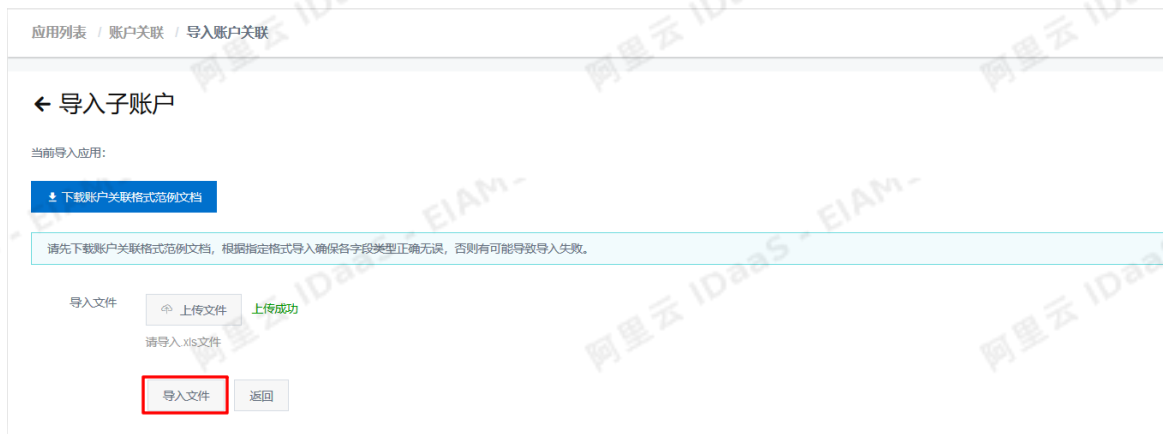 应用列表 / 账户关联 / 导入账户关联
导入子账户
当前导入应用:
下载账户关联格式范例文档
请先下载账户关联格式范例文档，根据指定格式导入确保各字段类型正确无误，否则有可能导致导入失败。
导入文件 上传文件 上传成功
请导入.xls文件
导入文件 返回
阿里云 IDaaS - EIAM-